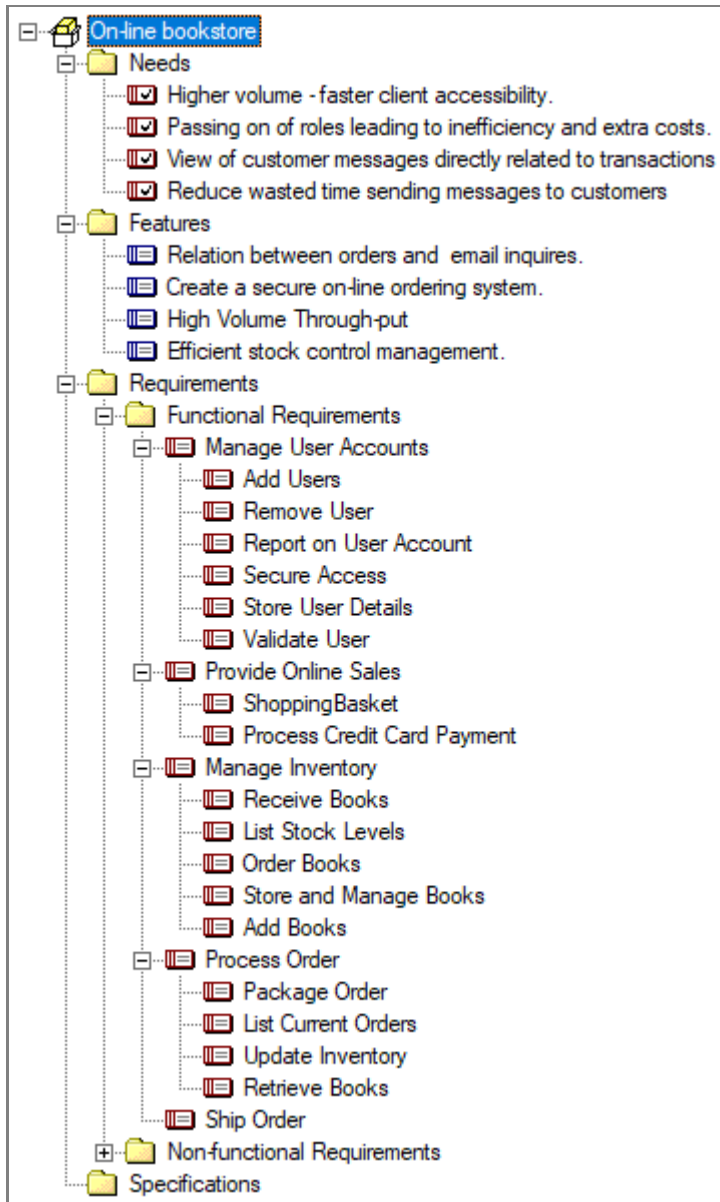 On-line bookstore
Needs
Higher volume - faster client accessibility.
Passing on of roles leading to inefficiency and extra costs.
View of customer messages directly related to transactions
Reduce wasted time sending messages to customers
Features
Relation between orders and  email inquires.
Create a secure on-line ordering system.
High Volume Through-put
Efficient stock control management.
Requirements
Functional Requirements
Manage User Accounts
Add Users
Remove User
Report on User Account
Secure Access
Store User Details
Validate User
Provide Online Sales
ShoppingBasket
Process Credit Card Payment
Manage Inventory
Receive Books
List Stock Levels
Order Books
Store and Manage Books
Add Books
Process Order
Package Order
List Current Orders
Update Inventory
Retrieve Books
Ship Order
Non-functional Requirements
Specifications